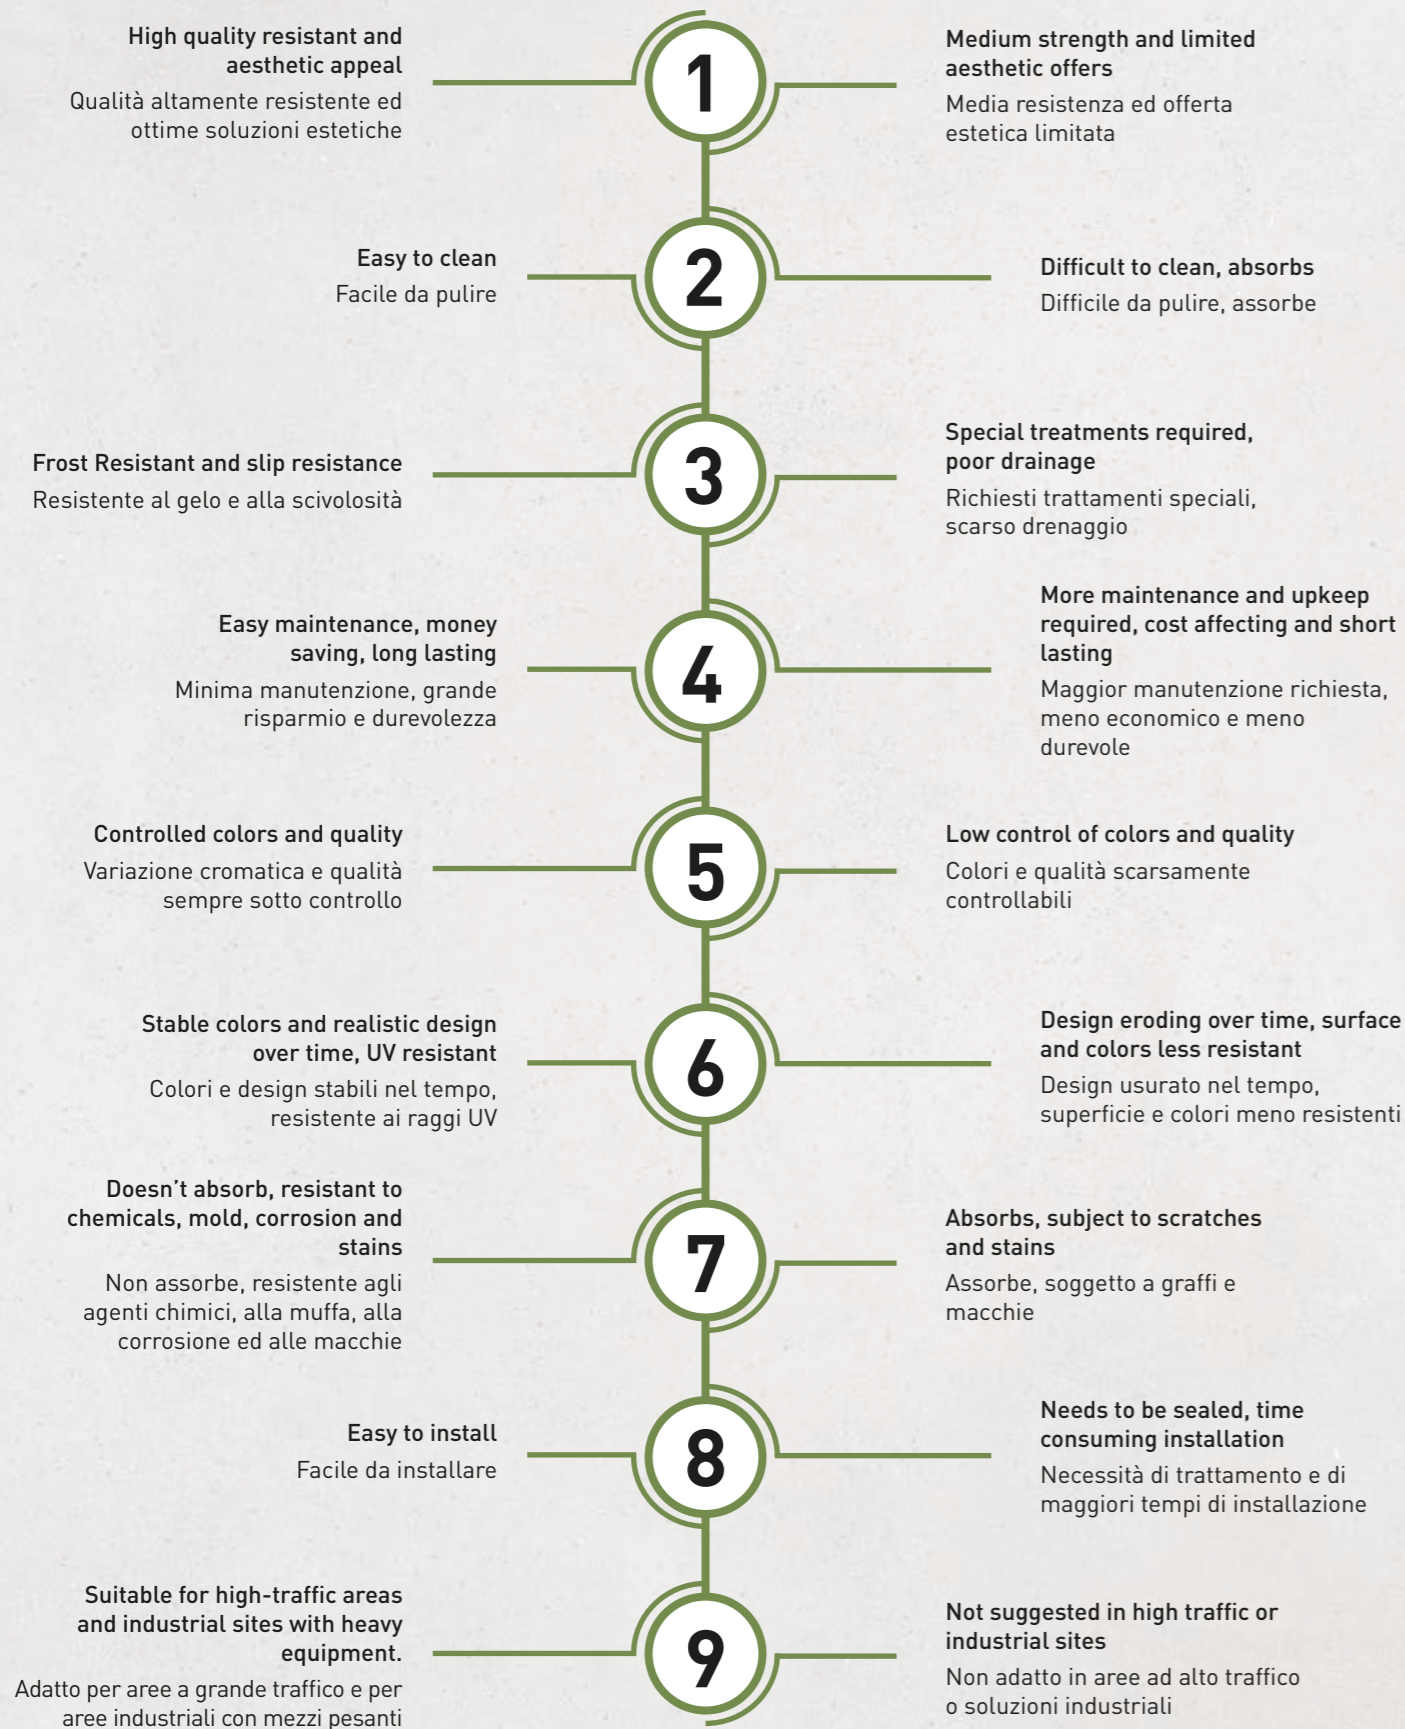 High quality resistant and
aesthetic appeal
Qualità altamente resistente ed
ottime soluzioni estetiche
1
Medium strength and limited
aesthetic offers
Media resistenza ed offerta
estetica limitata
Easy to clean
Facile da pulire
2
Difficult to clean, absorbs
Difficile da pulire, assorbe
Frost Resistant and slip resistance
Resistente al gelo e alla scivolosità
3
Special treatments required,
poor drainage
Richiesti trattamenti speciali,
scarso drenaggio
Easy maintenance, money
saving, long lasting
Minima manutenzione, grande
risparmio e durevolezza
4
More maintenance and upkeep
required, cost affecting and short
lasting
Maggior manutenzione richiesta,
meno economico e meno
durevole
Controlled colors and quality
Variazione cromatica e qualità
sempre sotto controllo
5
Low control of colors and quality
Colori e qualità scarsamente
controllabili
Stable colors and realistic design
over time, UV resistant
Colori e design stabili nel tempo,
resistente ai raggi UV
6
Design eroding over time, surface
and colors less resistant
Design usurato nel tempo,
superficie e colori meno resistenti
Doesn't absorb, resistant to
chemicals, mold, corrosion and
stains
Non assorbe, resistente agli
agenti chimici, alla muffa, alla
corrosione ed alle macchie
7
Absorbs, subject to scratches
and stains
Assorbe, soggetto a graffi e
macchie
Easy to install
Facile da installare
8
Needs to be sealed, time
consuming installation
Necessità di trattamento e di
maggiori tempi di installazione
Suitable for high-traffic areas
and industrial sites with heavy
equipment.
Adatto per aree a grande traffico e per
aree industriali con mezzi pesanti
9
Not suggested in high traffic or
industrial sites
Non adatto in aree ad alto traffico
o soluzioni industriali